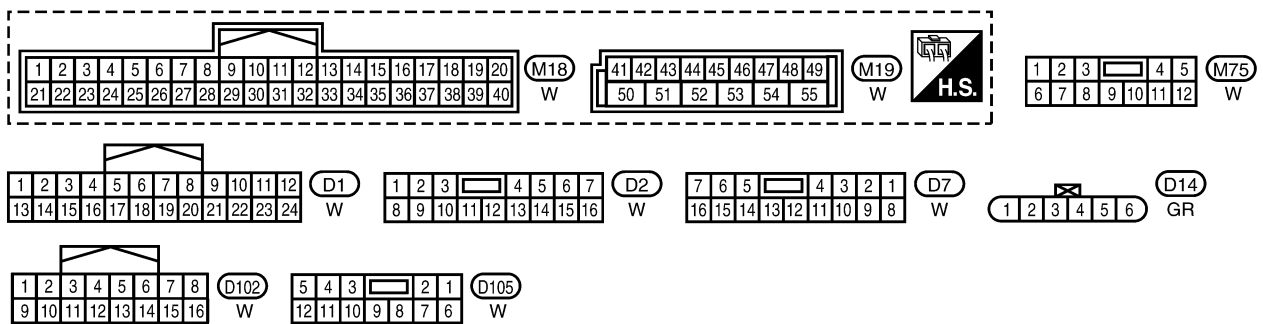 1 2 3 4 5 6 7 8 9 10 11 12 13 14 15 16 17 18 19 20 M18
21 22 23 24 25 26 27 28 29 30 31 32 33 34 35 36 37 38 39 40 W
41 42 43 44 45 46 47 48 49 M19
50 51 52 53 54 55 W
H.S.
1 2 3 4 5 M75
6 7 8 9 10 11 12 W
1 2 3 4 5 6 7 8 9 10 11 12 D1
13 14 15 16 17 18 19 20 21 22 23 24 W
1 2 3 4 5 6 7 D2
8 9 10 11 12 13 14 15 16 W
7 6 5 4 3 2 1 D7
16 15 14 13 12 11 10 9 8 W
1 2 3 4 5 6 D14
GR
1 2 3 4 5 6 7 8 D102
9 10 11 12 13 14 15 16 W
5 4 3 2 1 D105
12 11 10 9 8 7 6 W